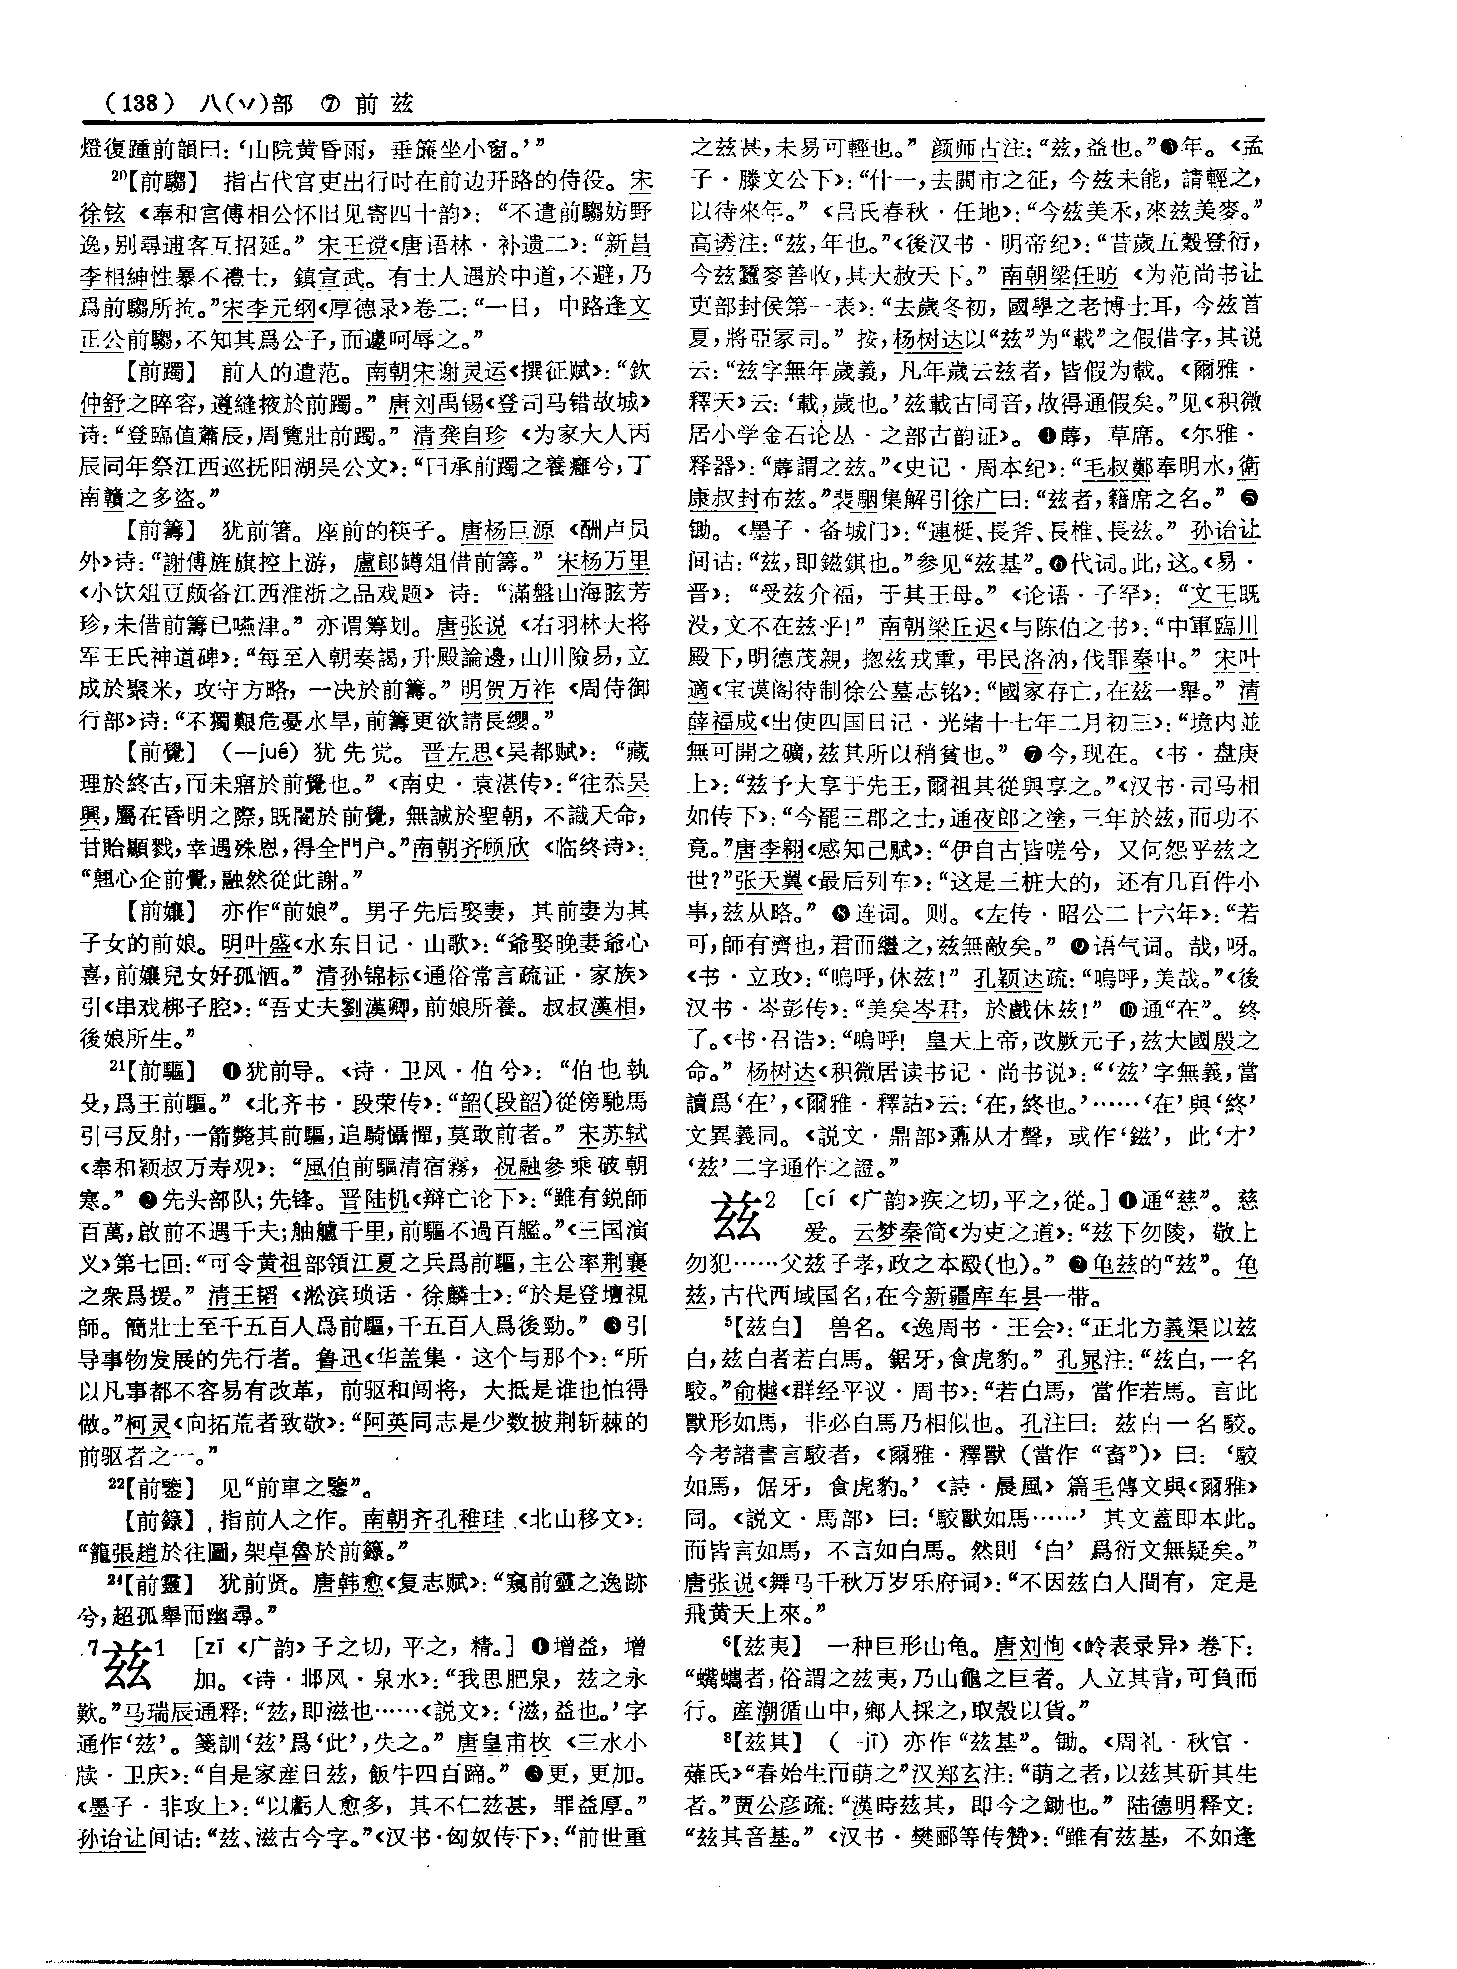 (138) 八(丷)部 ⑦ 前 兹
燈復踵前韻曰：‘山院黄昏雨，垂簾坐小窗。’”
20【前騶】 指古代官吏出行时在前边开路的侍役。宋
徐铉《奉和宫傅相公怀旧见寄四十韵》：“不遣前騶妨野
逸，别尋逋客互招延。”宋王谠《唐语林·补遗二》：“新昌
李相紳性暴不禮士，鎮宣武。有士人遇於中道，不避，乃
爲前騶所拘。”宋李元纲《厚德录》卷二：“一日，中路逢文
正公前騶，不知其爲公子，而遽呵辱之。”
【前躅】 前人的遗范。南朝宋谢灵运《撰征赋》：“欽
仲舒之睟容，遵縫掖於前躅。”唐刘禹锡《登司马错故城》
诗：“登臨值蕭辰，周覽壯前躅。”清龚自珍《为家大人丙
辰同年祭江西巡抚阳湖吴公文》：“曰承前躅之養癰兮，丁
南贛之多盜。”
【前籌】 犹前箸。座前的筷子。唐杨巨源《酬卢员
外》诗：“謝傅旌旗控上游，盧郎罇俎借前籌。”宋杨万里
《小饮俎豆颇备江西淮浙之品戏题》诗：“滿盤山海眩芳
珍，未借前籌已嚥津。”亦谓筹划。唐张说《右羽林大将
军王氏神道碑》：“每至入朝奏謁，升殿論邊，山川險易，立
成於聚米，攻守方略，一决於前籌。”明贺万祚《周侍御
行部》诗：“不獨艱危憂水旱，前籌更欲請長纓。”
【前覺】 (—jué) 犹先觉。晋左思《吴都赋》：“藏
理於終古，而未寤於前覺也。”《南史·袁湛传》：“往忝吴
興，屬在昏明之際，既闇於前覺，無誠於聖朝，不識天命，
甘貽顯戮，幸遇殊恩，得全門户。”南朝齐顾欣《临终诗》：
“翹心企前覺，融然從此謝。”
【前孃】 亦作“前娘”。男子先后娶妻，其前妻为其
子女的前娘。明叶盛《水东日记·山歌》：“爺娶晚妻爺心
喜，前孃兒女好孤恓。”清孙锦标《通俗常言疏证·家族》
引《串戏梆子腔》：“吾丈夫劉漢卿，前娘所養。叔叔漢相，
後娘所生。”
21【前驅】 ❶犹前导。《诗·卫风·伯兮》：“伯也執
殳，爲王前驅。”《北齐书·段荣传》：“韶(段韶)從傍馳馬
引弓反射，一箭斃其前驅，追騎懾憚，莫敢前者。”宋苏轼
《奉和颖叔万寿观》：“風伯前驅清宿霧，祝融參乘破朝
寒。”❷先头部队；先锋。晋陆机《辩亡论下》：“雖有鋭師
百萬，啟前不過千夫；舳艫千里，前驅不過百艦。”《三国演
义》第七回：“可令黄祖部領江夏之兵爲前驅，主公率荆襄
之衆爲援。”清王韬《淞滨琐话·徐麟士》：“於是登壇視
師。簡壯士至千五百人爲前驅，千五百人爲後勁。”❸引
导事物发展的先行者。鲁迅《华盖集·这个与那个》：“所
以凡事都不容易有改革，前驱和闯将，大抵是谁也怕得
做。”柯灵《向拓荒者致敬》：“阿英同志是少数披荆斩棘的
前驱者之一。”
22【前鑒】 见“前車之鑒”。
【前籙】 指前人之作。南朝齐孔稚珪《北山移文》：
“籠張趙於往圖，架卓魯於前籙。”
24【前靈】 犹前贤。唐韩愈《复志赋》：“窺前靈之逸跡
兮，超孤舉而幽尋。”
7兹1 [zī《广韵》子之切，平之，精。] ❶增益，增
加。《诗·邶风·泉水》：“我思肥泉，兹之永
歎。”马瑞辰通释：“兹，即滋也……《説文》：‘滋，益也。’字
通作‘兹’。箋訓‘兹’爲‘此’，失之。”唐皇甫枚《三水小
牍·卫庆》：“自是家産日兹，飯牛四百蹄。”❷更，更加。
《墨子·非攻上》：“以虧人愈多，其不仁兹甚，罪益厚。”
孙诒让间诂：“兹、滋古今字。”《汉书·匈奴传下》：“前世重
之兹甚，未易可輕也。”颜师古注：“兹，益也。”❸年。《孟
子·滕文公下》：“什一，去關市之征，今兹未能，請輕之，
以待來年。”《吕氏春秋·任地》：“今兹美禾，來兹美麥。”
高诱注：“兹，年也。”《後汉书·明帝纪》：“昔歲五穀登衍，
今兹蠶麥善收，其大赦天下。”南朝梁任昉《为范尚书让
吏部封侯第一表》：“去歲冬初，國學之老博士耳，今兹首
夏，將亞冢司。”按，杨树达以“兹”为“載”之假借字，其说
云：“兹字無年歲義，凡年歲云兹者，皆假为載。《爾雅·
釋天》云：‘載，歲也。’兹載古同音，故得通假矣。”见《积微
居小学金石论丛·之部古韵证》。❹蓐，草席。《尔雅·
释器》：“蓐謂之兹。”《史记·周本纪》：“毛叔鄭奉明水，衛
康叔封布兹。”裴駰集解引徐广曰：“兹者，籍席之名。”❺
锄。《墨子·备城门》：“連梃、長斧、長椎、長兹。”孙诒让
间诂：“兹，即鎡錤也。”参见“兹基”。❻代词。此，这。《易·
晋》：“受兹介福，于其王母。”《论语·子罕》：“文王既
没，文不在兹乎！”南朝梁丘迟《与陈伯之书》：“中軍臨川
殿下，明德茂親，揔兹戎重，弔民洛汭，伐罪秦中。”宋叶
適《宝谟阁待制徐公墓志铭》：“國家存亡，在兹一舉。”清
薛福成《出使四国日记·光绪十七年二月初三》：“境内並
無可開之礦，兹其所以稍貧也。”❼今，现在。《书·盘庚
上》：“兹予大享于先王，爾祖其從與享之。”《汉书·司马相
如传下》：“今罷三郡之士，通夜郎之塗，三年於兹，而功不
竟。”唐李翱《感知己赋》：“伊自古皆嗟兮，又何怨乎兹之
世？”张天翼《最后列车》：“这是三桩大的，还有几百件小
事，兹从略。”❽连词。则。《左传·昭公二十六年》：“若
可，師有濟也，君而繼之，兹無敵矣。”❾语气词。哉，呀。
《书·立政》：“嗚呼，休兹！”孔颖达疏：“嗚呼，美哉。”《後
汉书·岑彭传》：“美矣岑君，於戲休兹！”❿通“在”。终
了。《书·召诰》：“嗚呼！皇天上帝，改厥元子，兹大國殷之
命。”杨树达《积微居读书记·尚书说》：“‘兹’字無義，當
讀爲‘在’，《爾雅·釋詁》云：‘在，終也。’……‘在’與‘終’
文異義同。《説文·鼎部》鼒从才聲，或作‘鎡’，此‘才’
‘兹’二字通作之證。”
兹2 [cí《广韵》疾之切，平之，從。] ❶通“慈”。慈
爱。云梦秦简《为吏之道》：“兹下勿陵，敬上
勿犯……父兹子孝，政之本殹(也)。”❷龟兹的“兹”。龟
兹，古代西域国名，在今新疆库车县一带。
5【兹白】 兽名。《逸周书·王会》：“正北方義渠以兹
白，兹白者若白馬。鋸牙，食虎豹。”孔晁注：“兹白，一名
駮。”俞樾《群经平议·周书》：“若白馬，當作若馬。言此
獸形如馬，非必白馬乃相似也。孔注曰：兹白一名駮。
今考諸書言駮者，《爾雅·釋獸(當作“畜”)》曰：‘駮
如馬，倨牙，食虎豹。’《詩·晨風》篇毛傳文與《爾雅》
同。《説文·馬部》曰：‘駮獸如馬……’其文蓋即本此。
而皆言如馬，不言如白馬。然則‘白’爲衍文無疑矣。”
唐张说《舞马千秋万岁乐府词》：“不因兹白人間有，定是
飛黄天上來。”
6【兹夷】 一种巨形山龟。唐刘恂《岭表录异》卷下：
“蟕蠵者，俗謂之兹夷，乃山龜之巨者。人立其背，可負而
行。産潮循山中，鄉人採之，取殼以貨。”
8【兹其】 (—jī) 亦作“兹基”。锄。《周礼·秋官·
薙氏》“春始生而萌之”汉郑玄注：“萌之者，以兹其斫其生
者。”贾公彦疏：“漢時兹其，即今之鋤也。”陆德明释文：
“兹其音基。”《汉书·樊郦等传赞》：“雖有兹基，不如逢